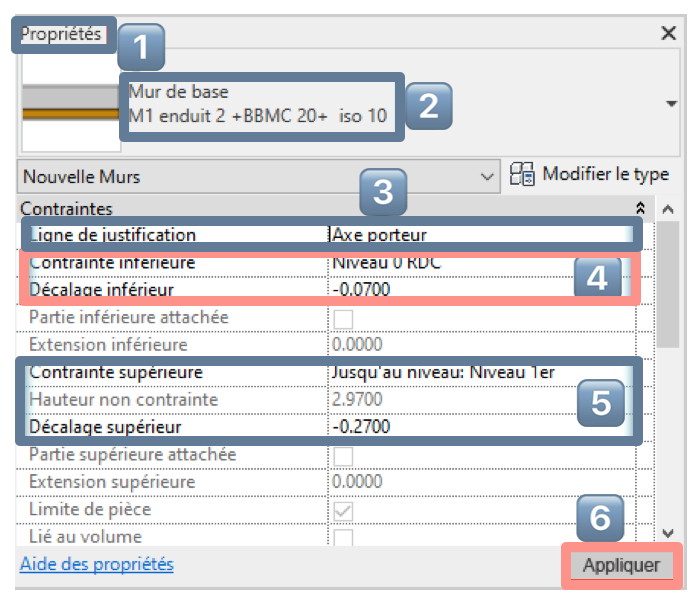 Propriétés
1
Mur de base
M1 enduit 2 +BBMC 20+ iso 10
2
Nouvelle Murs
Modifier le type
3
Contraintes
Ligne de justification Axe porteur
Contrainte inférieure Niveau 0 RDC
4
Décalage inférieur -0.0700
Partie inférieure attachée
Extension inférieure 0.0000
Contrainte supérieure Jusqu'au niveau: Niveau 1er
Hauteur non contrainte 2.9700
5
Décalage supérieur -0.2700
Partie supérieure attachée
Extension supérieure 0.0000
Limite de pièce
6
Lié au volume
Aide des propriétés Appliquer